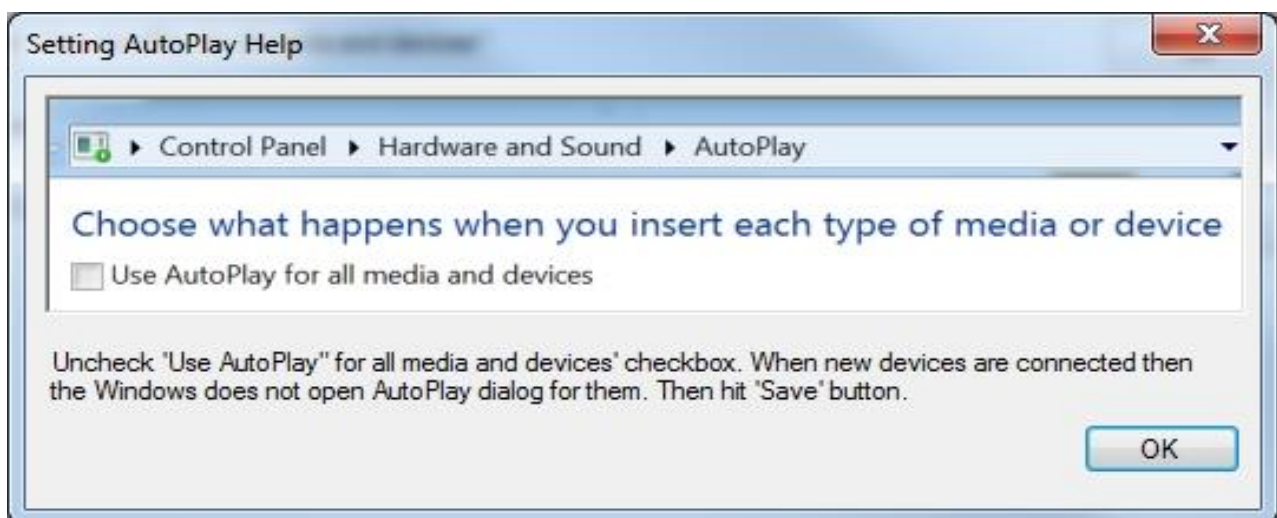 Setting AutoPlay Help
Control Panel Hardware and Sound AutoPlay
Choose what happens when you insert each type of media or device
Use AutoPlay for all media and devices
Uncheck 'Use AutoPlay'' for all media and devices' checkbox. When new devices are connected then
the Windows does not open AutoPlay dialog for them. Then hit 'Save' button.
OK